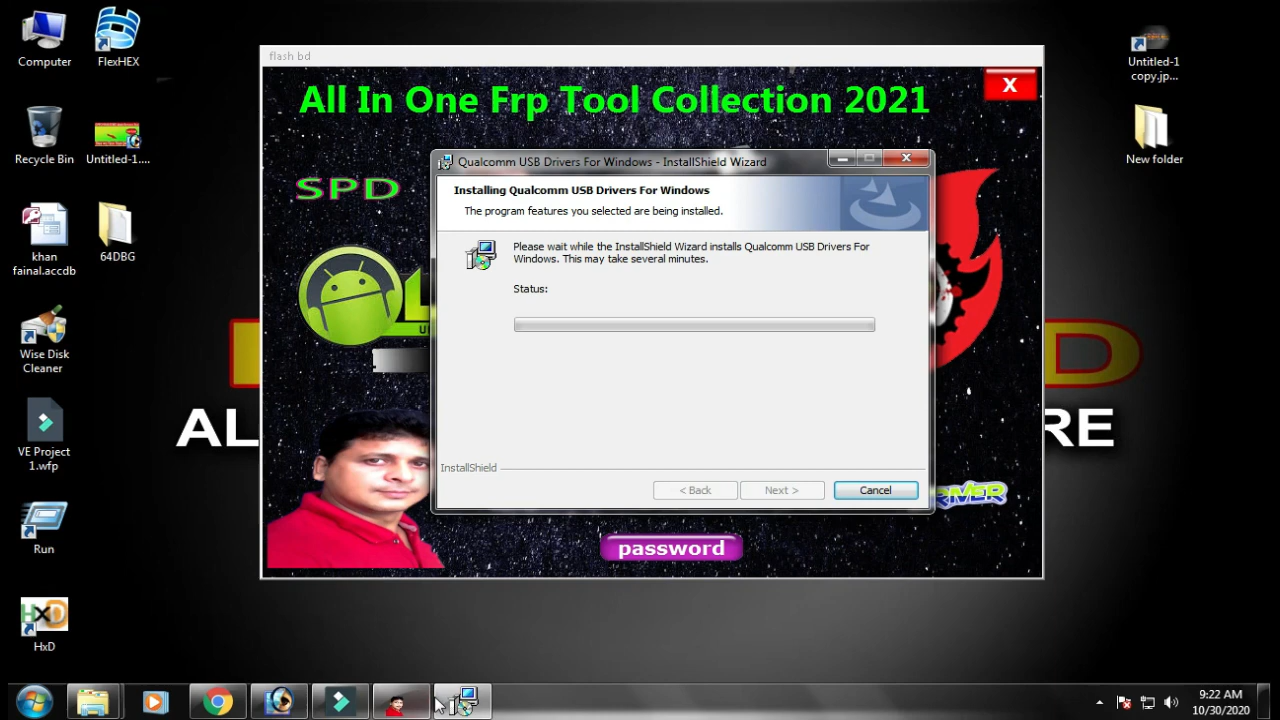 Computer
FlexHEX
Recycle Bin
Untitled-1....
khan
fainal.accdb
64DBG
Wise Disk
Cleaner
VE Project
1.wfp
Run
HxD
flash bd
All In One Frp Tool Collection 2021
X
SPD
Qualcomm USB Drivers For Windows - InstallShield Wizard
Installing Qualcomm USB Drivers For Windows
The program features you selected are being installed.
Please wait while the InstallShield Wizard installs Qualcomm USB Drivers For
Windows. This may take several minutes.
Status:
InstallShield
< Back
Next >
Cancel
password
AL
RE
D
Untitled-1
copy.jp...
New folder
9:22 AM
10/30/2020